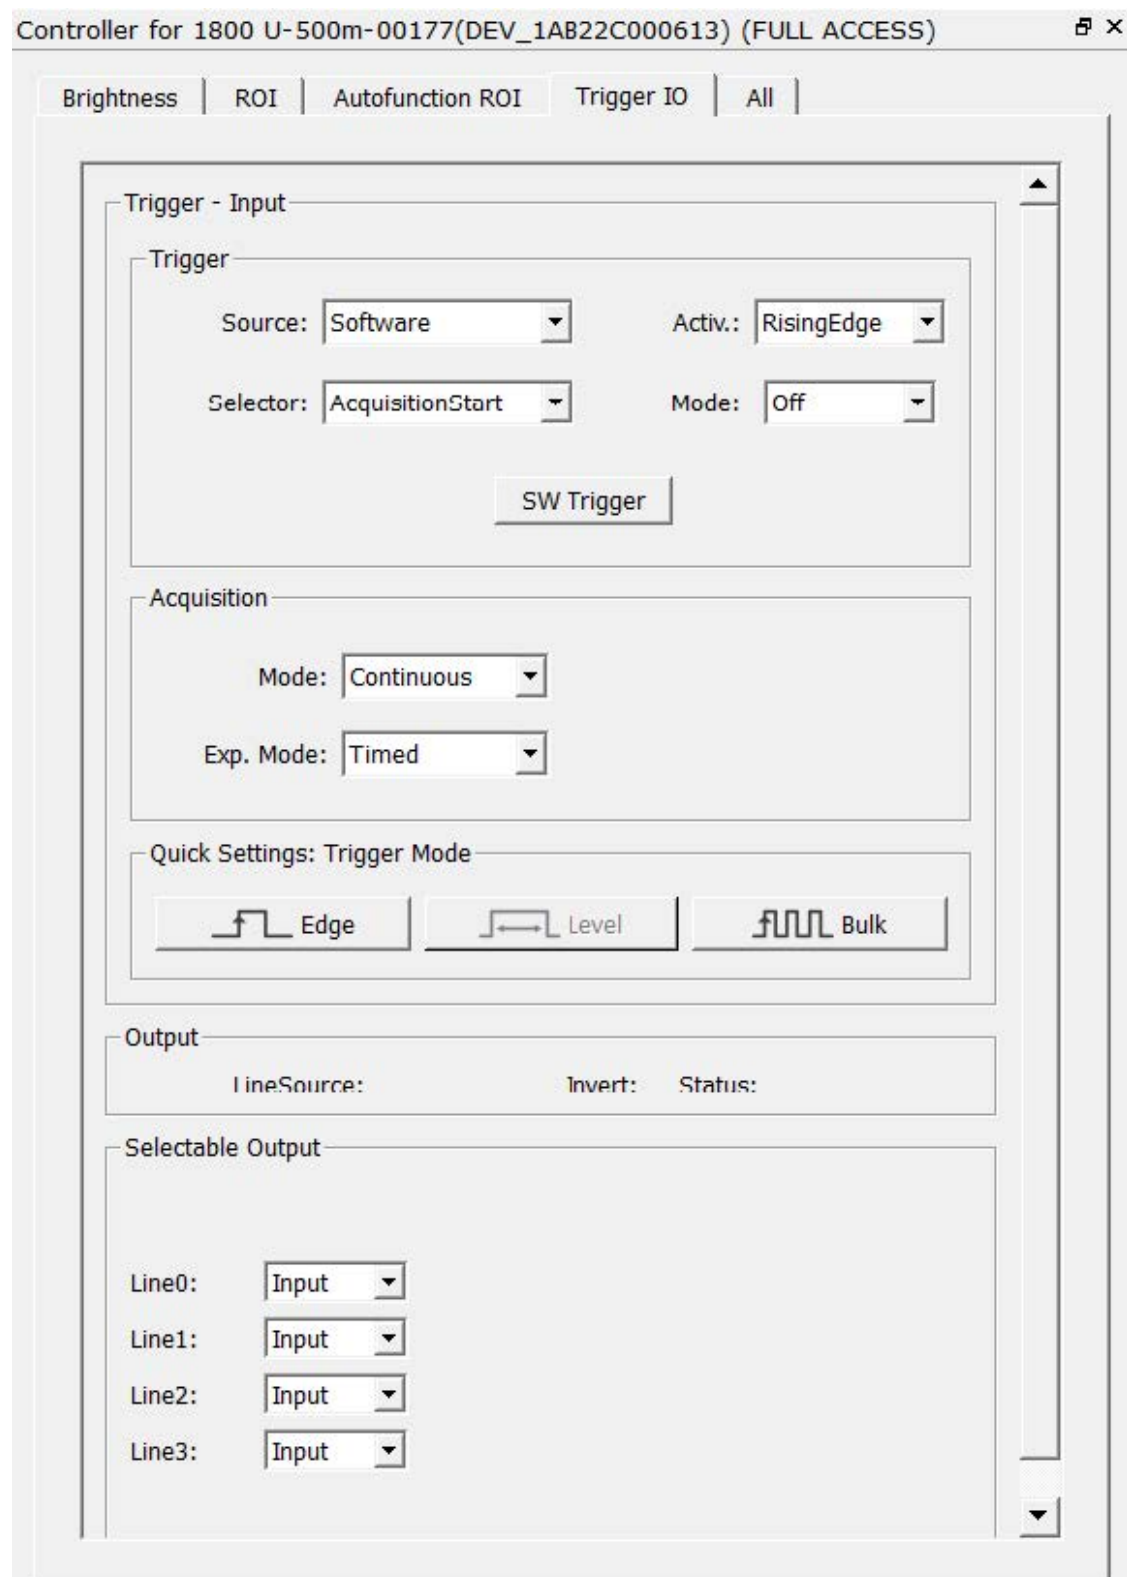 Controller for 1800 U-500m-00177(DEV_1AB22C000613) (FULL ACCESS)
Brightness ROI Autofunction ROI Trigger IO All
Trigger - Input
Trigger
Source: Software Activ.: RisingEdge
Selector: AcquisitionStart Mode: Off
SW Trigger
Acquisition
Mode: Continuous
Exp. Mode: Timed
Quick Settings: Trigger Mode
Edge Level Bulk
Output
LineSource: Invert: Status:
Selectable Output
Line0: Input
Line1: Input
Line2: Input
Line3: Input